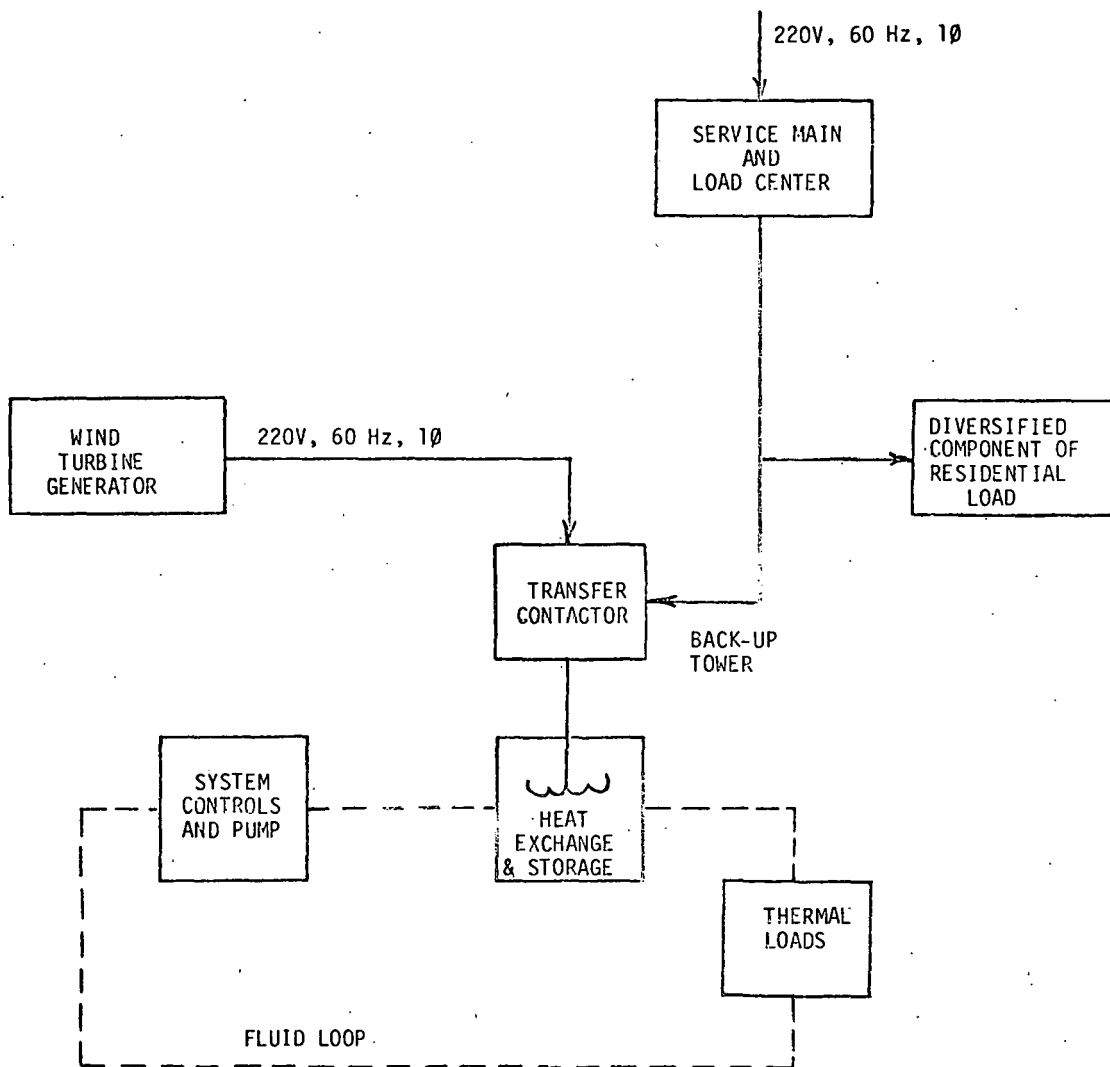 220V, 60 Hz, 1Ø
SERVICE MAIN
AND
LOAD CENTER
WIND
TURBINE
GENERATOR
220V, 60 Hz, 1Ø
DIVERSIFIED
COMPONENT OF
RESIDENTIAL
LOAD
TRANSFER
CONTACTOR
BACK-UP
TOWER
SYSTEM
CONTROLS
AND PUMP
HEAT
EXCHANGE
& STORAGE
THERMAL
LOADS
FLUID LOOP